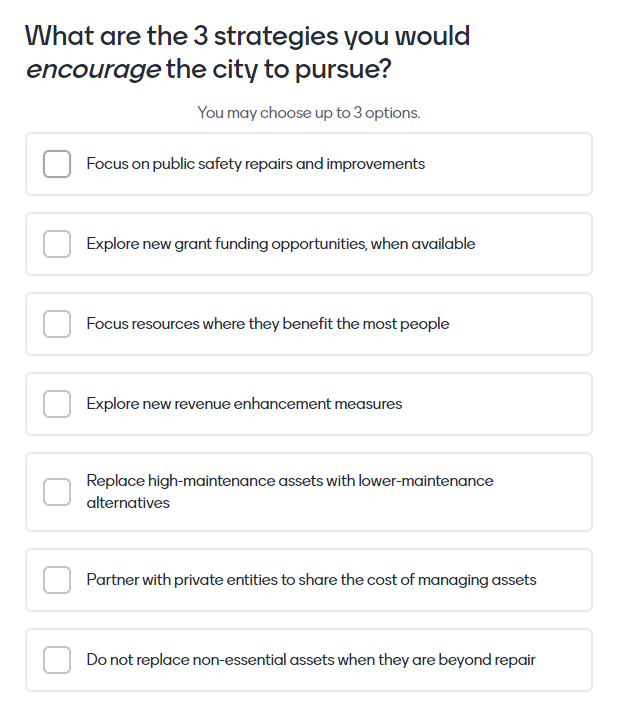 What are the 3 strategies you would
encourage the city to pursue?
You may choose up to 3 options.
Focus on public safety repairs and improvements
Explore new grant funding opportunities, when available
Focus resources where they benefit the most people
Explore new revenue enhancement measures
Replace high-maintenance assets with lower-maintenance
alternatives
Partner with private entities to share the cost of managing assets
Do not replace non-essential assets when they are beyond repair